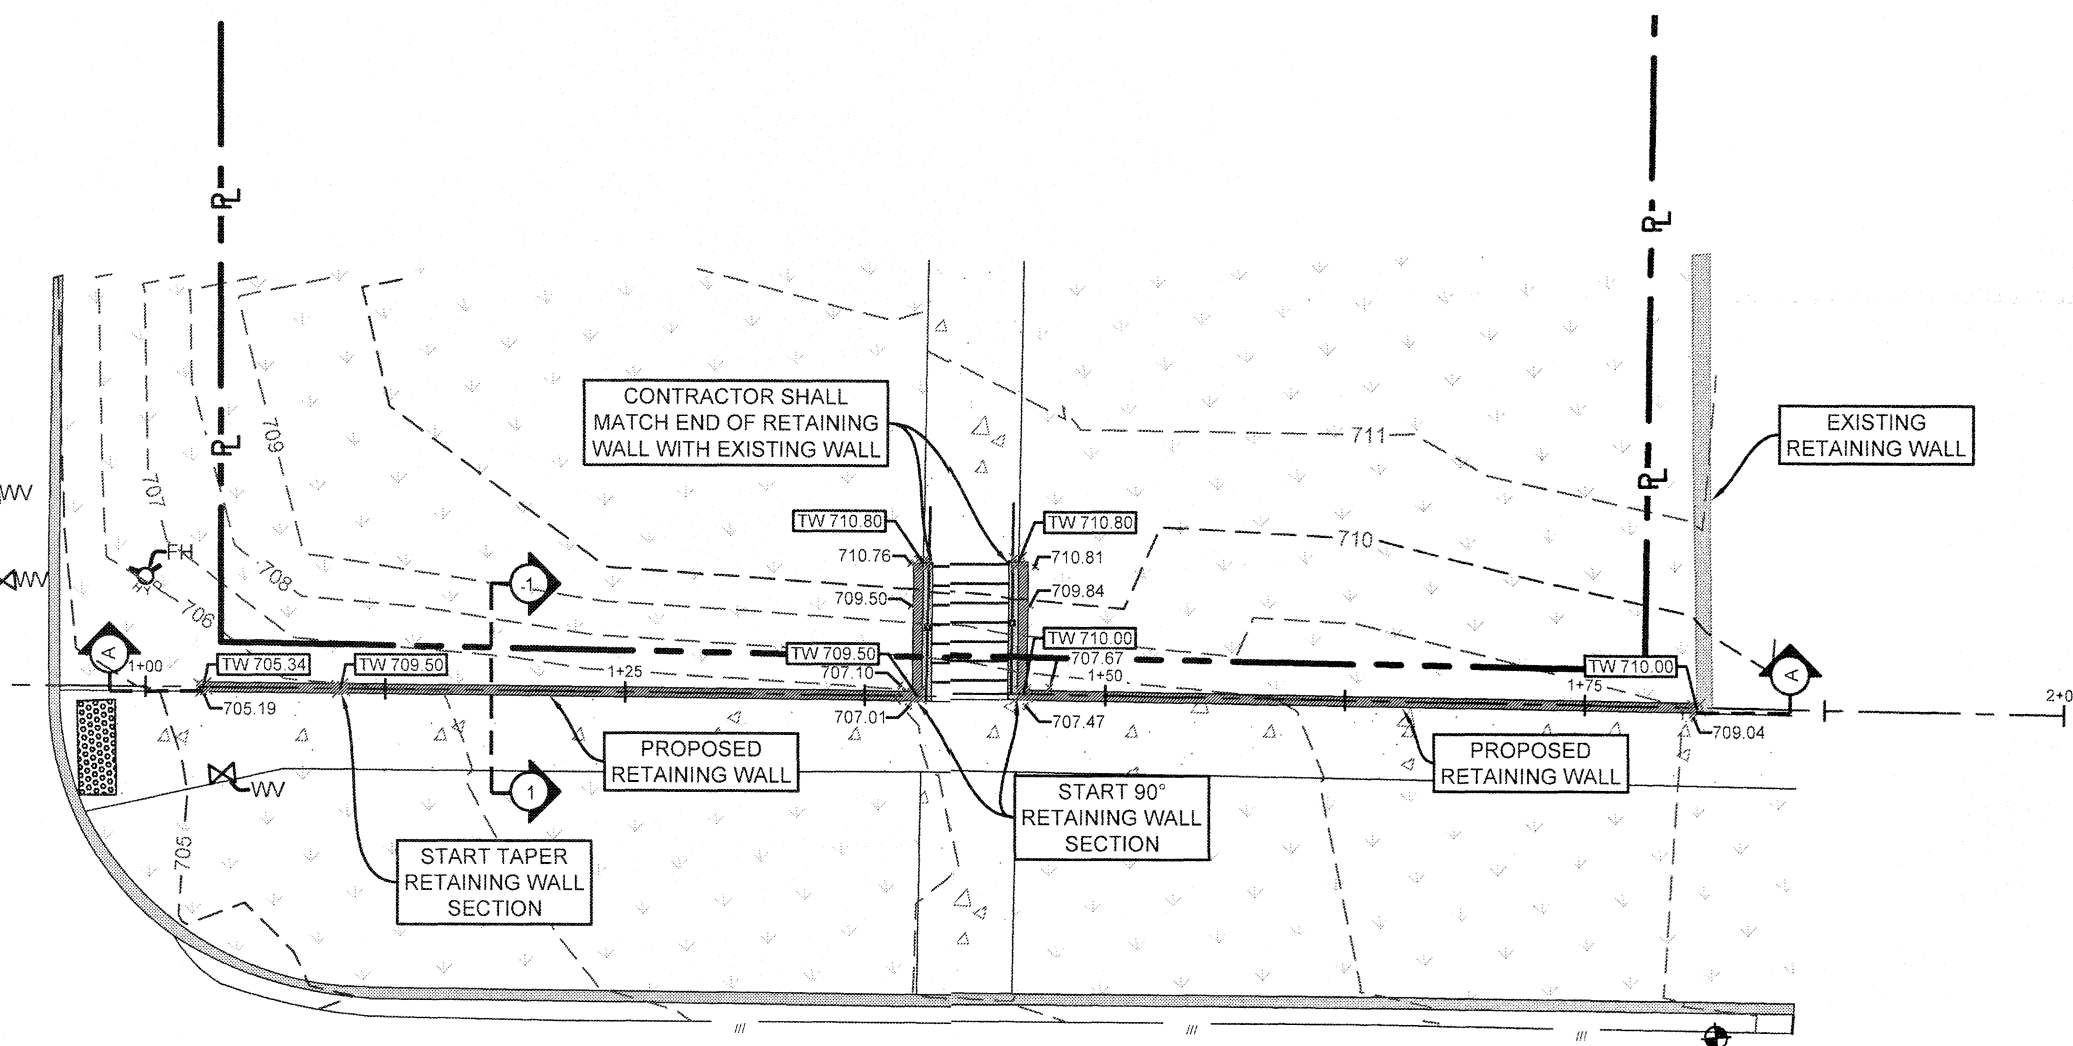 PL
PL
709
CONTRACTOR SHALL
MATCH END OF RETAINING
WALL WITH EXISTING WALL
711
EXISTING
RETAINING WALL
PL
PL
WV
707
TW 710.80
TW 710.80
710
FH
710.76
710.81
WV
HYD
708
1
709.50
709.84
706
TW 710.00
A
1+00
TW 705.34
TW 709.50
1+25
TW 709.50
707.10
707.67
1+50
TW 710.00
1+75
A
2+0
705.19
707.01
707.47
709.04
PROPOSED
RETAINING WALL
PROPOSED
RETAINING WALL
WV
1
START 90°
RETAINING WALL
SECTION
705
START TAPER
RETAINING WALL
SECTION